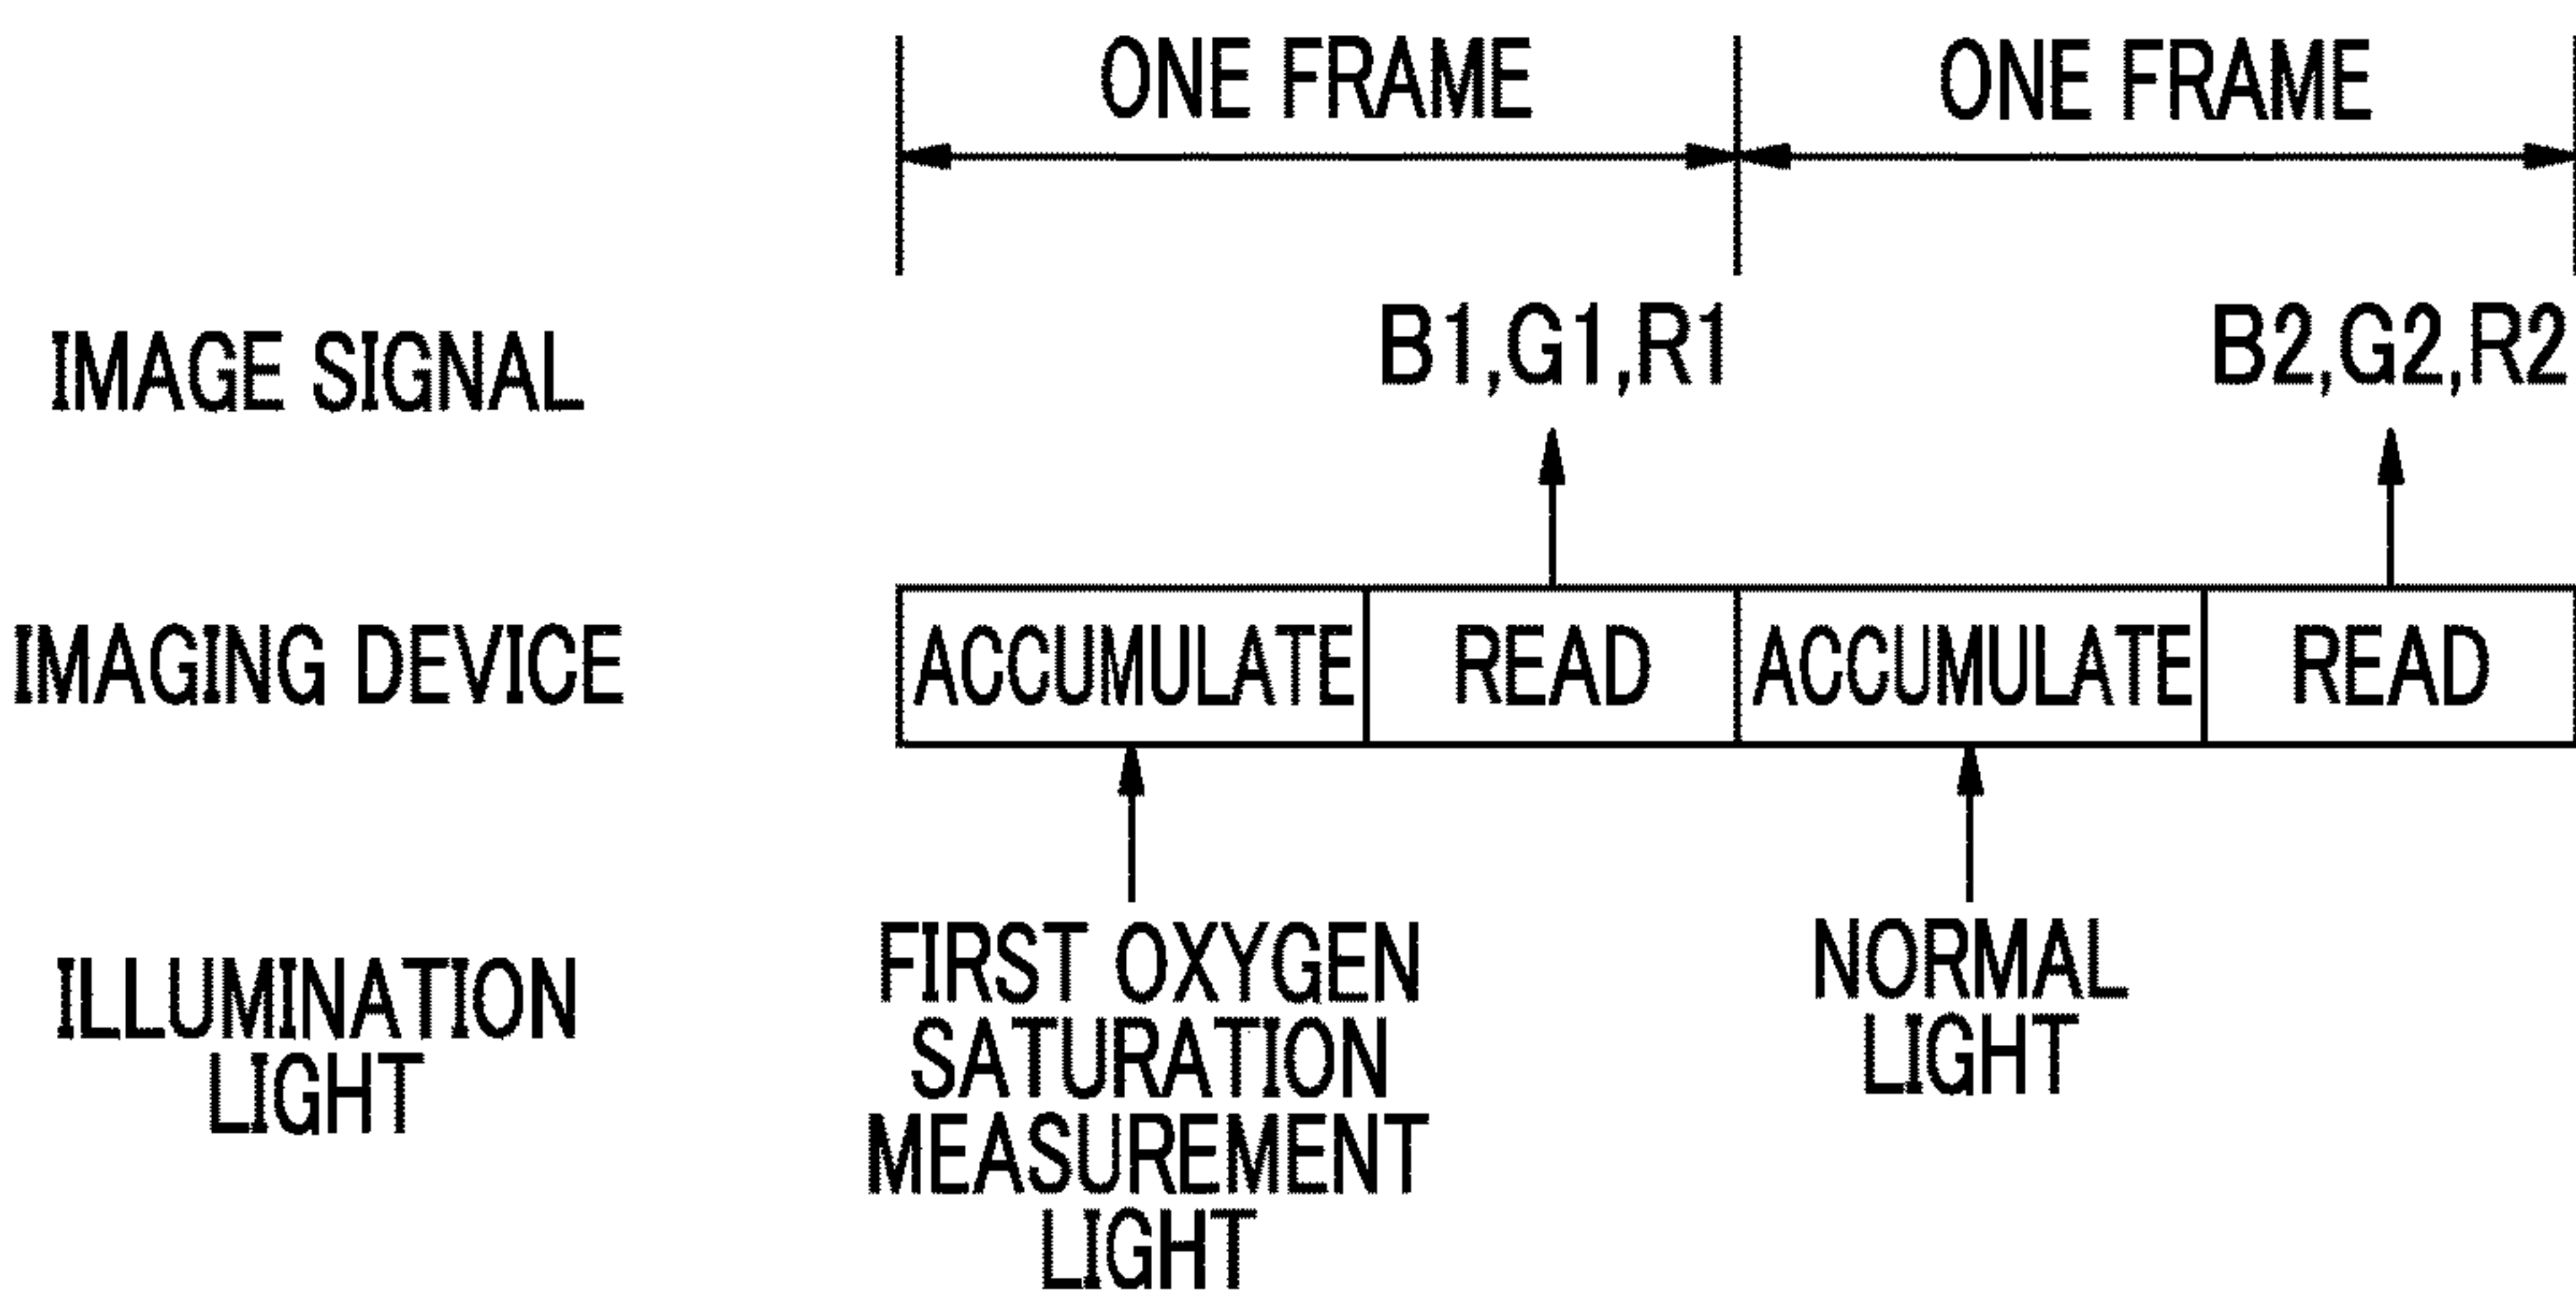 ONE FRAME ONE FRAME
IMAGE SIGNAL B1,G1,R1 B2,G2,R2
IMAGING DEVICE ACCUMULATE READ ACCUMULATE READ
ILLUMINATION
LIGHT
FIRST OXYGEN
SATURATION
MEASUREMENT
LIGHT
NORMAL
LIGHT